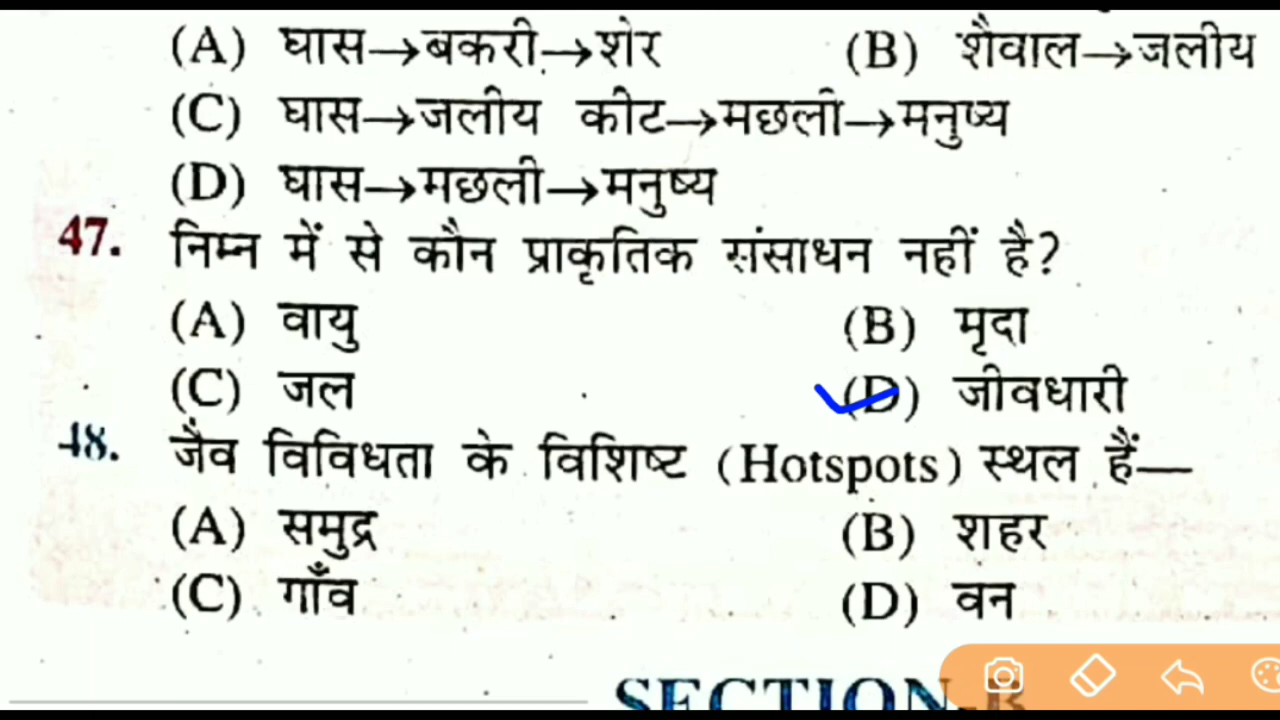 (A) घास→बकरी→शेर (B) शैवाल→जलीय
(C) घास→जलीय कीट→मछली→मनुष्य
(D) घास→मछली→मनुष्य
47. निम्न में से कौन प्राकृतिक संसाधन नहीं है?
(A) वायु (B) मृदा
(C) जल (D) जीवधारी
48. जैव विविधता के विशिष्ट (Hotspots) स्थल हैं—
(A) समुद्र (B) शहर
(C) गाँव (D) वन
SECTION-B